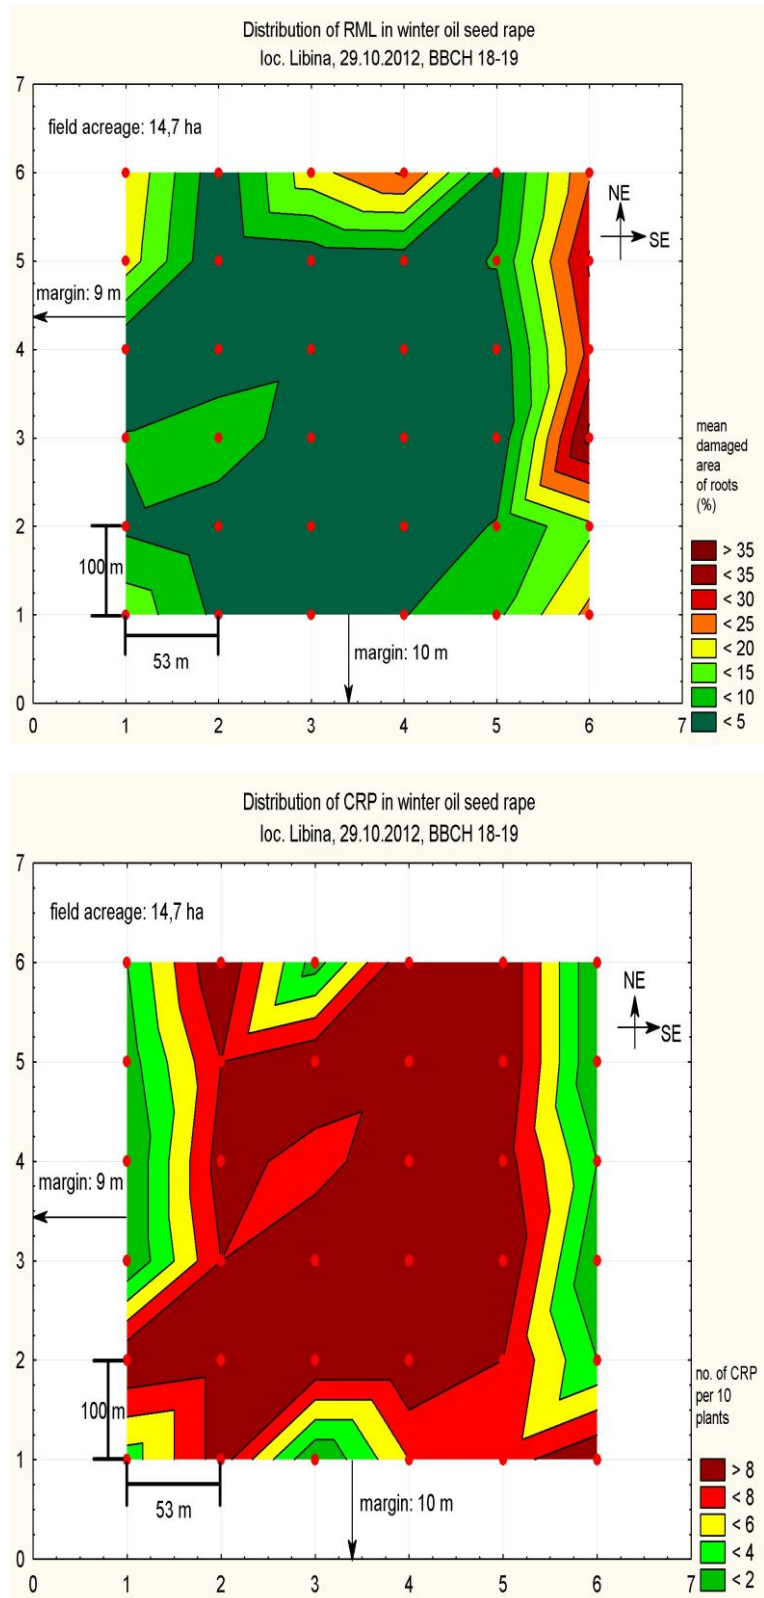 Distribution of RML in winter oil seed rape
loc. Libina, 29.10.2012, BBCH 18-19
7
field acreage: 14,7 ha
6
NE
SE
5
margin: 9 m
4
3
mean
damaged
area
of roots
(%)
2
100 m
> 35
< 35
< 30
< 25
< 20
< 15
< 10
< 5
1
53 m
margin: 10 m
0
0 1 2 3 4 5 6 7
Distribution of CRP in winter oil seed rape
loc. Libina, 29.10.2012, BBCH 18-19
7
field acreage: 14,7 ha
6
NE
SE
5
4
margin: 9 m
3
2
no. of CRP
per 10
plants
100 m
1
> 8
< 8
< 6
< 4
< 2
53 m
margin: 10 m
0
0 1 2 3 4 5 6 7